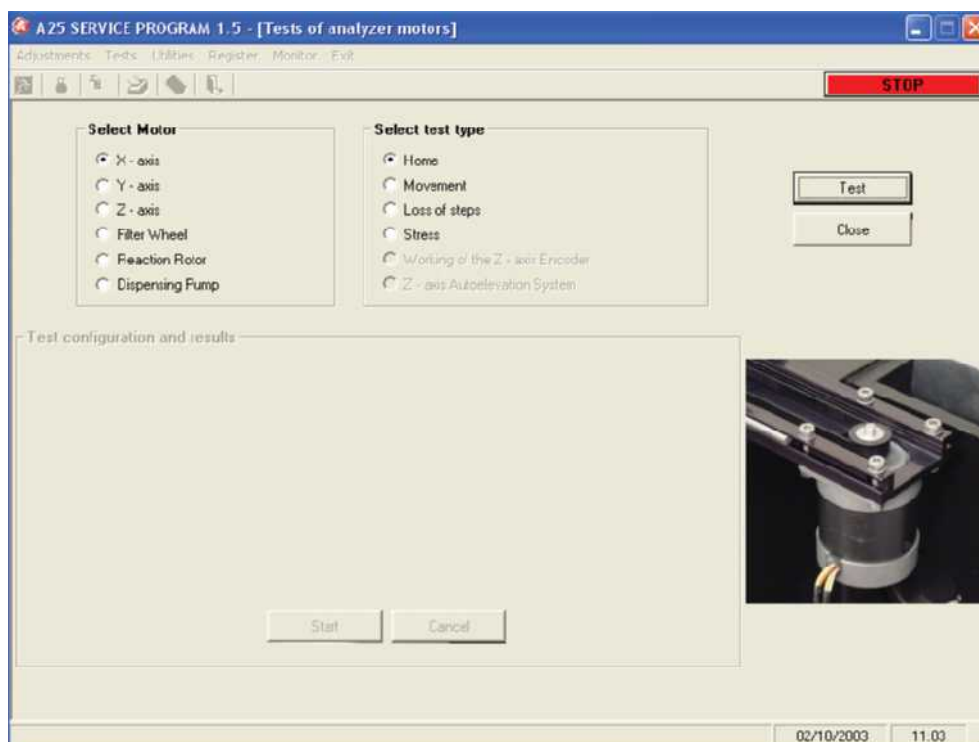 A25 SERVICE PROGRAM 1.5 - [Tests of analyzer motors]
Adjustments Tests Utilities Register Monitor Exit
STOP
Select Motor
X - axis
Y - axis
Z - axis
Filter Wheel
Reaction Rotor
Dispensing Pump
Select test type
Home
Movement
Loss of steps
Stress
Working of the Z - axis Encoder
Z - axis Autoelevation System
Test
Close
Test configuration and results
Start
Cancel
02/10/2003
11:03